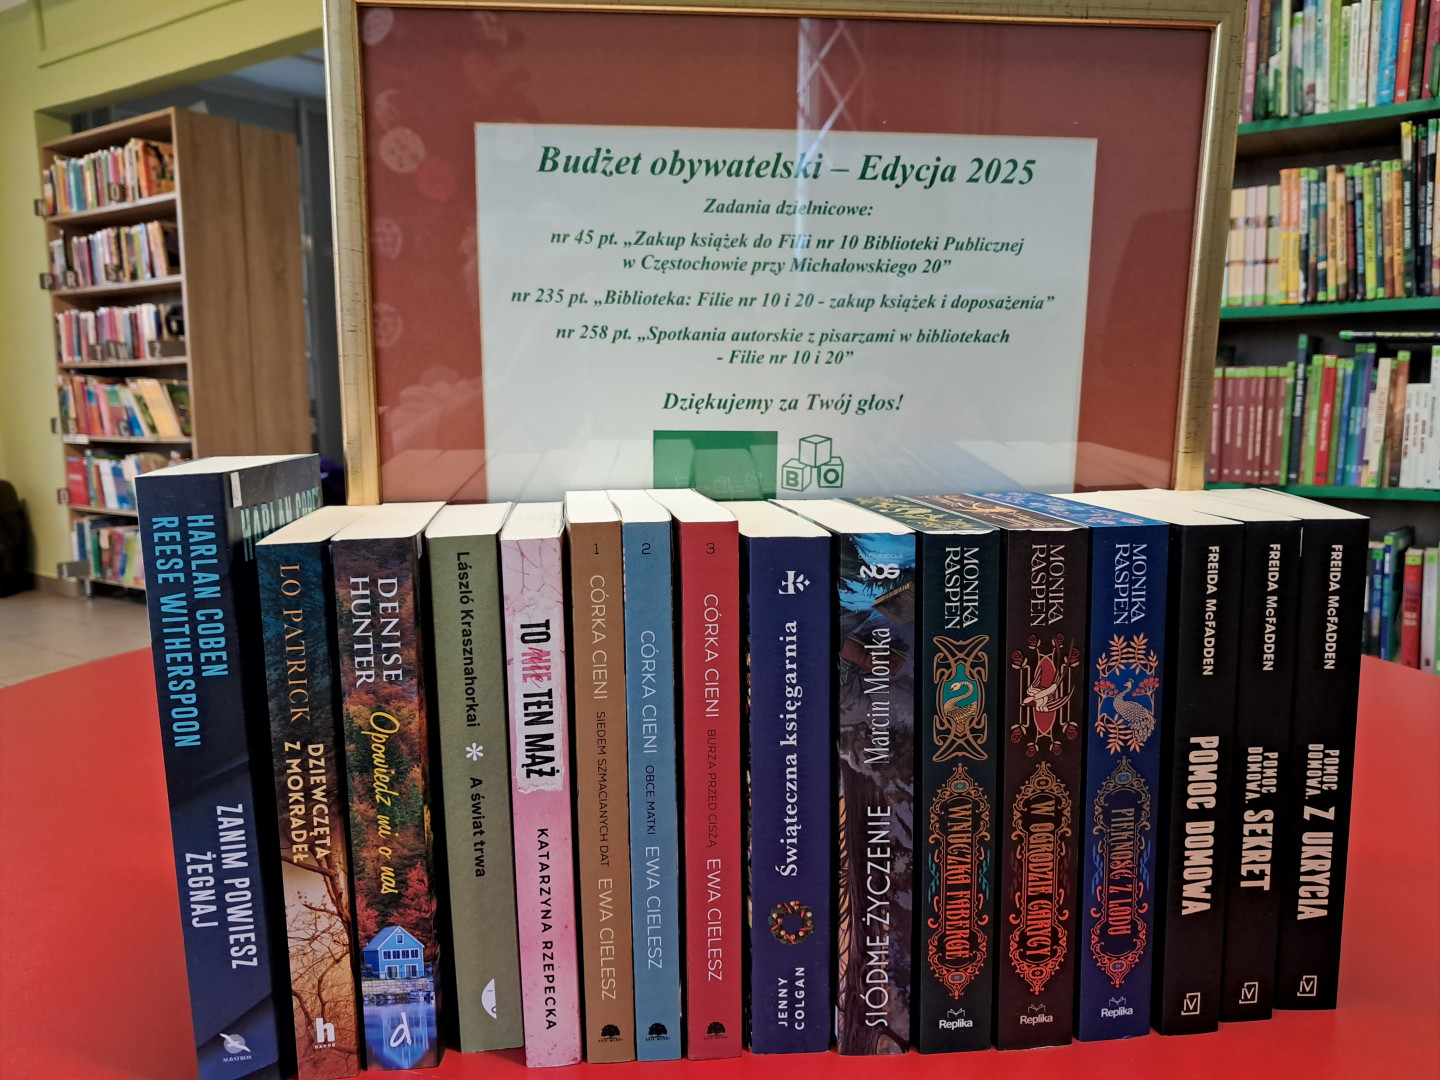 Budżet obywatelski – Edycja 2025
Zadania dzielnicowe:
nr 45 pt. „Zakup książek do Filii nr 10 Biblioteki Publicznej
w Częstochowie przy Michałowskiego 20”
nr 235 pt. „Biblioteka: Filie nr 10 i 20 - zakup książek i doposażenia”
nr 258 pt. „Spotkania autorskie z pisarzami w bibliotekach
- Filie nr 10 i 20”
Dziękujemy za Twój głos!
B O
HARLAN COBEN
REESE WITHERSPOON
ZANIM POWIESZ
ŻEGNAJ
ALBATROS
LO PATRICK
DZIEWCZĘTA
Z MOKRADEŁ
h
HARDE
DENISE
HUNTER
Opowiedz mi o nas
d
László Krasznahorkai * A świat trwa
TO NIE TEN MĄŻ
KATARZYNA RZEPECKA
1 CÓRKA CIENI SIEDEM SZMACIANYCH DAT EWA CIELESZ
2 CÓRKA CIENI OBCE MATKI EWA CIELESZ
3 CÓRKA CIENI BURZA PRZED CISZĄ EWA CIELESZ
Świąteczna księgarnia
JENNY
COLGAN
Marcin Mortka
SIÓDME ŻYCZENIE
MONIKA
RASPEN
WNUCZKA FABERGE
Replika
MONIKA
RASPEN
W OGRODZIE CARYCY
Replika
MONIKA
RASPEN
PIĘKNOŚĆ Z LODU
Replika
FREIDA McFADDEN
POMOC DOMOWA
FREIDA McFADDEN
POMOC
DOMOWA.
SEKRET
FREIDA McFADDEN
POMOC
DOMOWA.
Z UKRYCIA